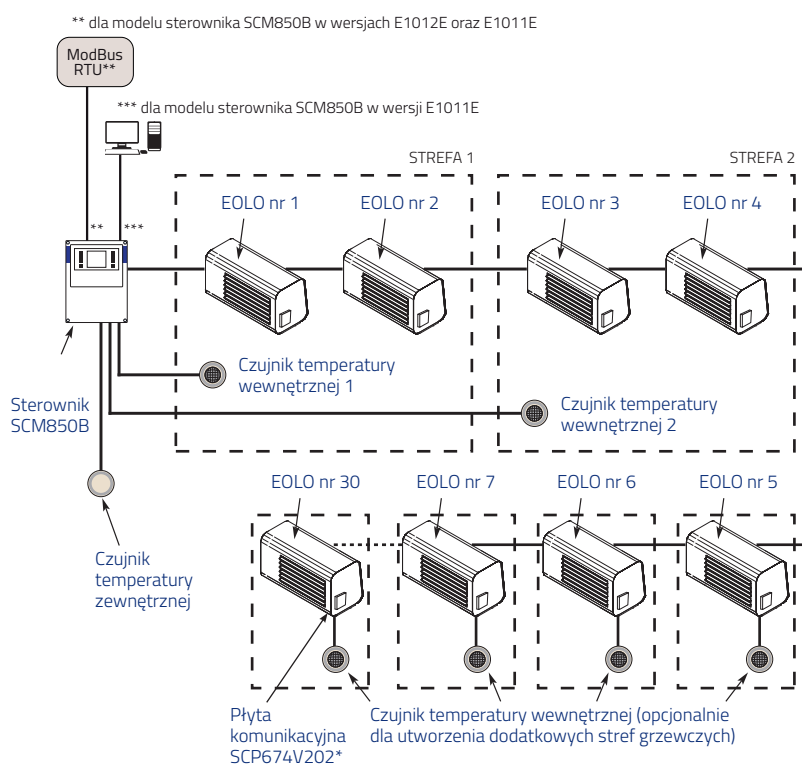 ** dla modelu sterownika SCM850B w wersjach E1012E oraz E1011E
ModBus
RTU**
*** dla modelu sterownika SCM850B w wersji E1011E
STREFA 1
STREFA 2
EOLO nr 1
EOLO nr 2
EOLO nr 3
EOLO nr 4
**
***
Czujnik temperatury
wewnętrznej 1
Sterownik
SCM850B
Czujnik temperatury
wewnętrznej 2
EOLO nr 30
EOLO nr 7
EOLO nr 6
EOLO nr 5
Czujnik
temperatury
zewnętrznej
Płyta
komunikacyjna
SCP674V202*
Czujnik temperatury wewnętrznej (opcjonalnie
dla utworzenia dodatkowych stref grzewczych)